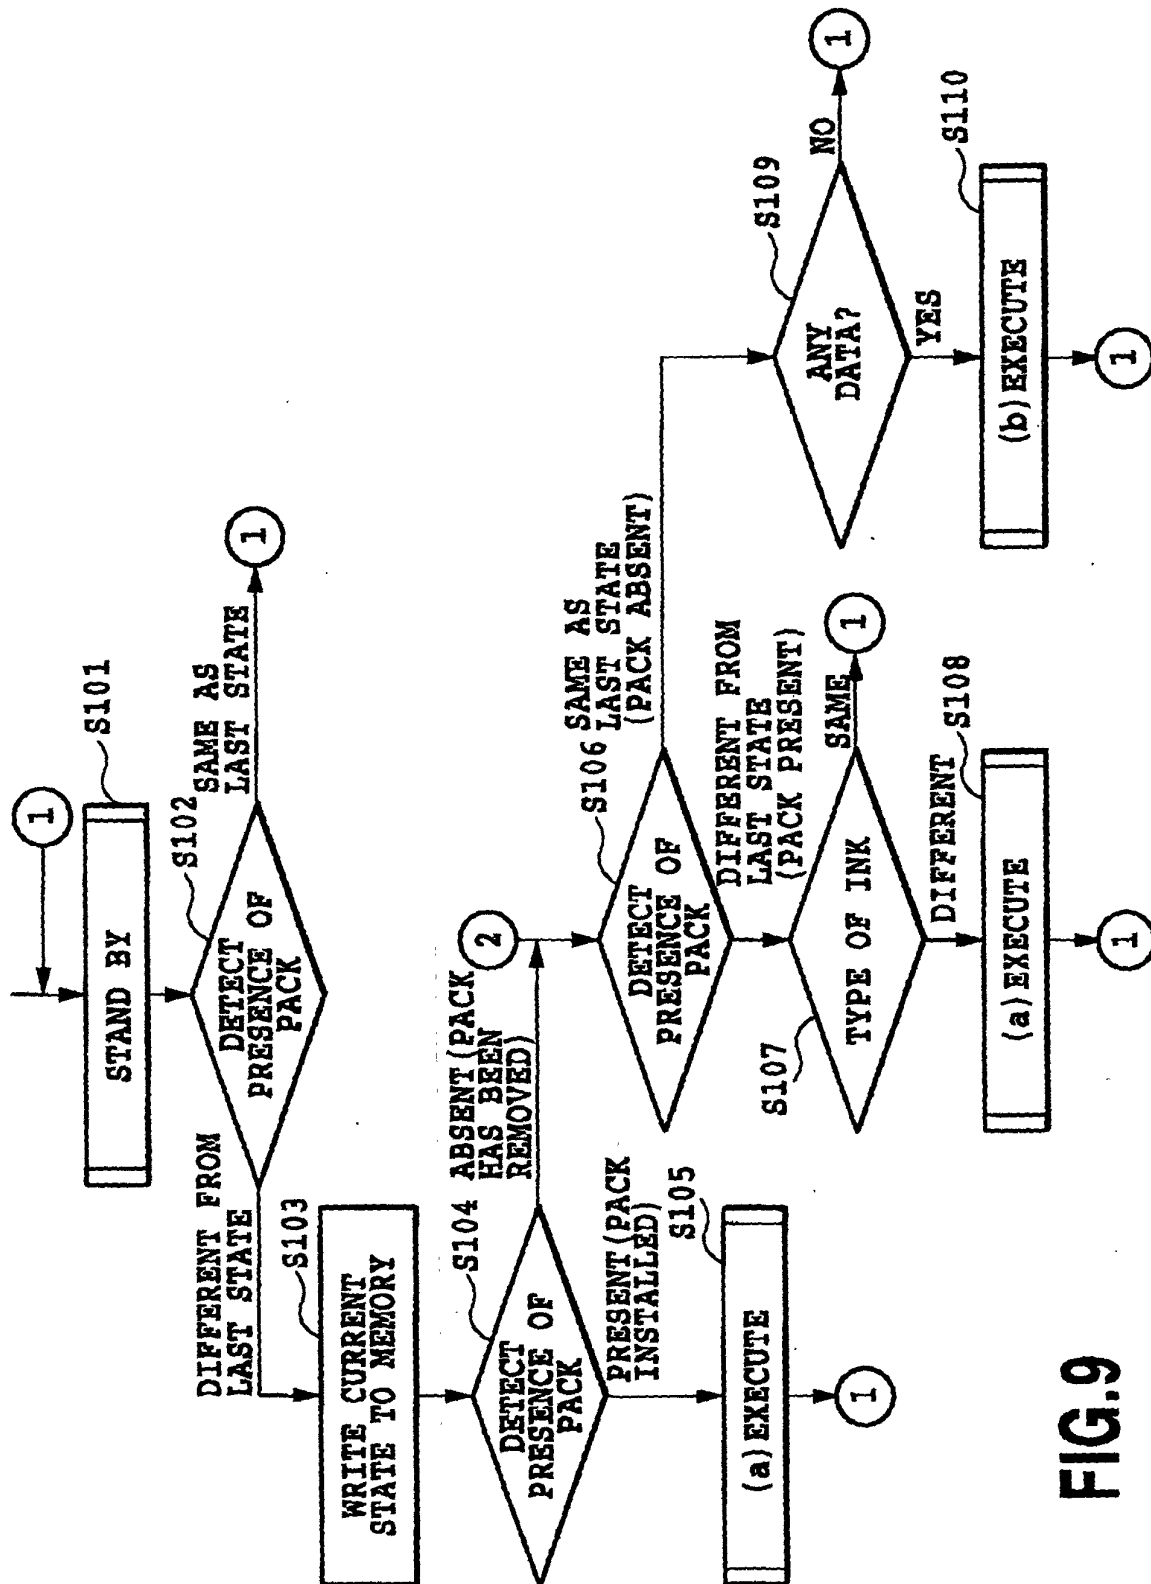 1
S101
STAND BY
S102
DETECT
PRESENCE OF
PACK
SAME AS
LAST STATE
1
DIFFERENT FROM
LAST STATE
S103
WRITE CURRENT
STATE TO MEMORY
S104
DETECT
PRESENCE OF
PACK
ABSENT(PACK
HAS BEEN
REMOVED)
PRESENT(PACK
INSTALLED)
S105
(a)EXECUTE
1
2
S106
DETECT
PRESENCE OF
PACK
SAME AS
LAST STATE
(PACK ABSENT)
DIFFERENT FROM
LAST STATE
(PACK PRESENT)
S107
TYPE OF INK
SAME
1
DIFFERENT
S108
(a)EXECUTE
1
S109
ANY
DATA?
NO
1
YES
S110
(b)EXECUTE
1
FIG.9